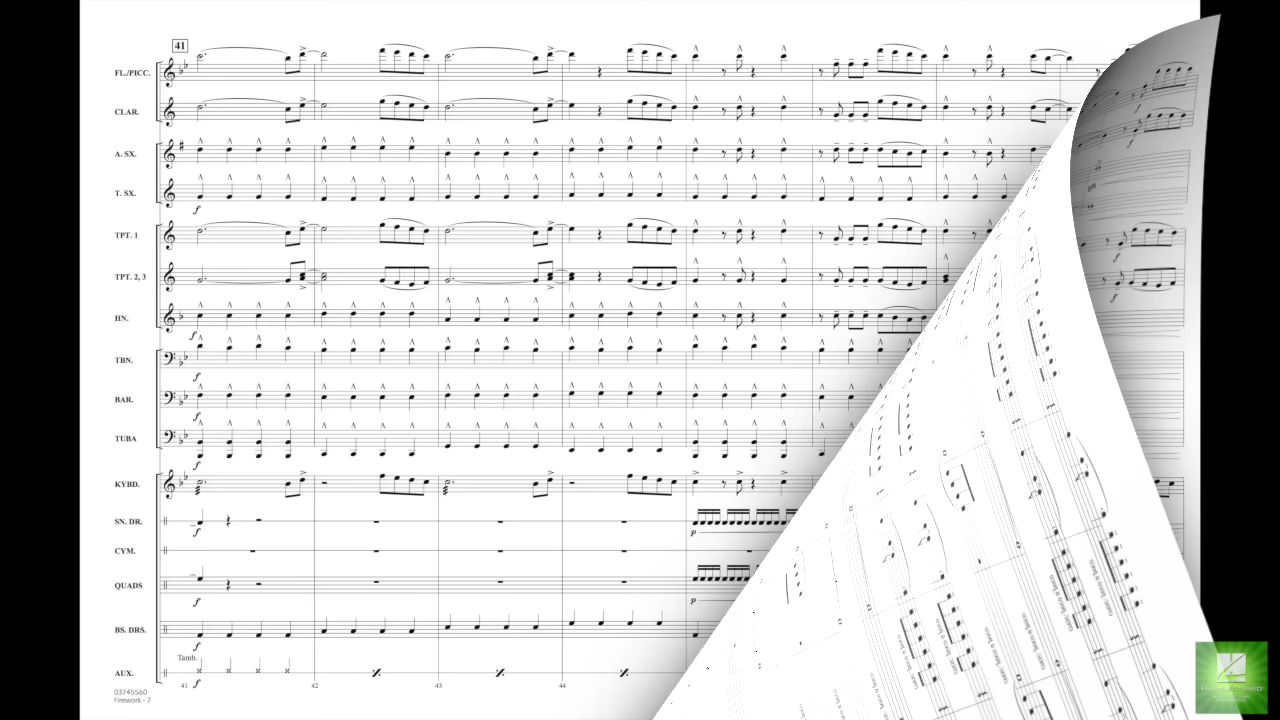 41
FL./PICC.
CLAR.
A. SX.
T. SX.
f
TPT. 1
TPT. 2, 3
HN.
f
TBN.
f
BAR.
f
TUBA
f
KYBD.
SN. DR.
f
p
CYM.
QUADS
f
p
BS. DRS.
f
Tamb.
AUX.
f
41 42 43 44
03745560
Firework - 7